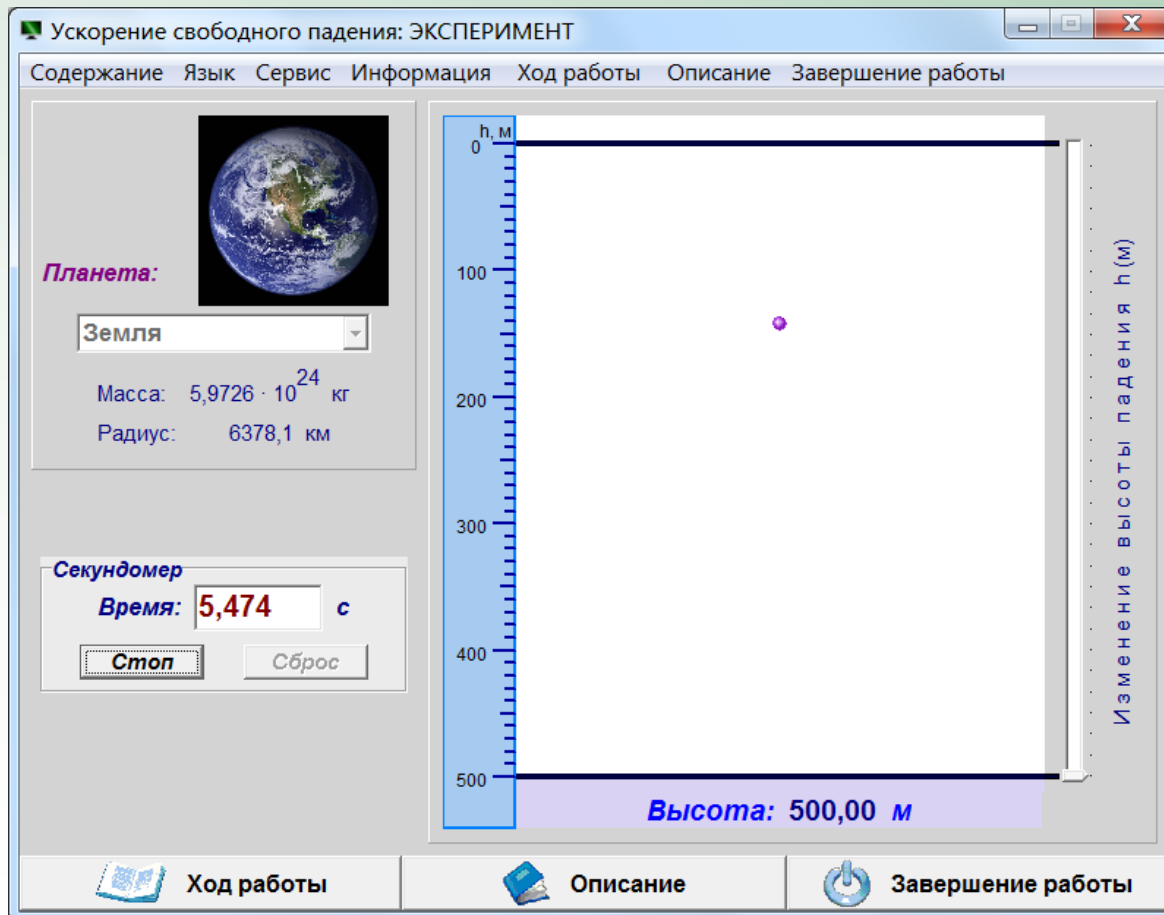 Ускорение свободного падения: ЭКСПЕРИМЕНТ
Содержание Язык Сервис Информация Ход работы Описание Завершение работы
Планета:
Земля
Масса: 5,9726 · 10^24 кг
Радиус: 6378,1 км
Секундомер
Время: 5,474 с
Стоп Сброс
h, м
0
100
200
300
400
500
Изменение высоты падения h (м)
Высота: 500,00 м
Ход работы Описание Завершение работы